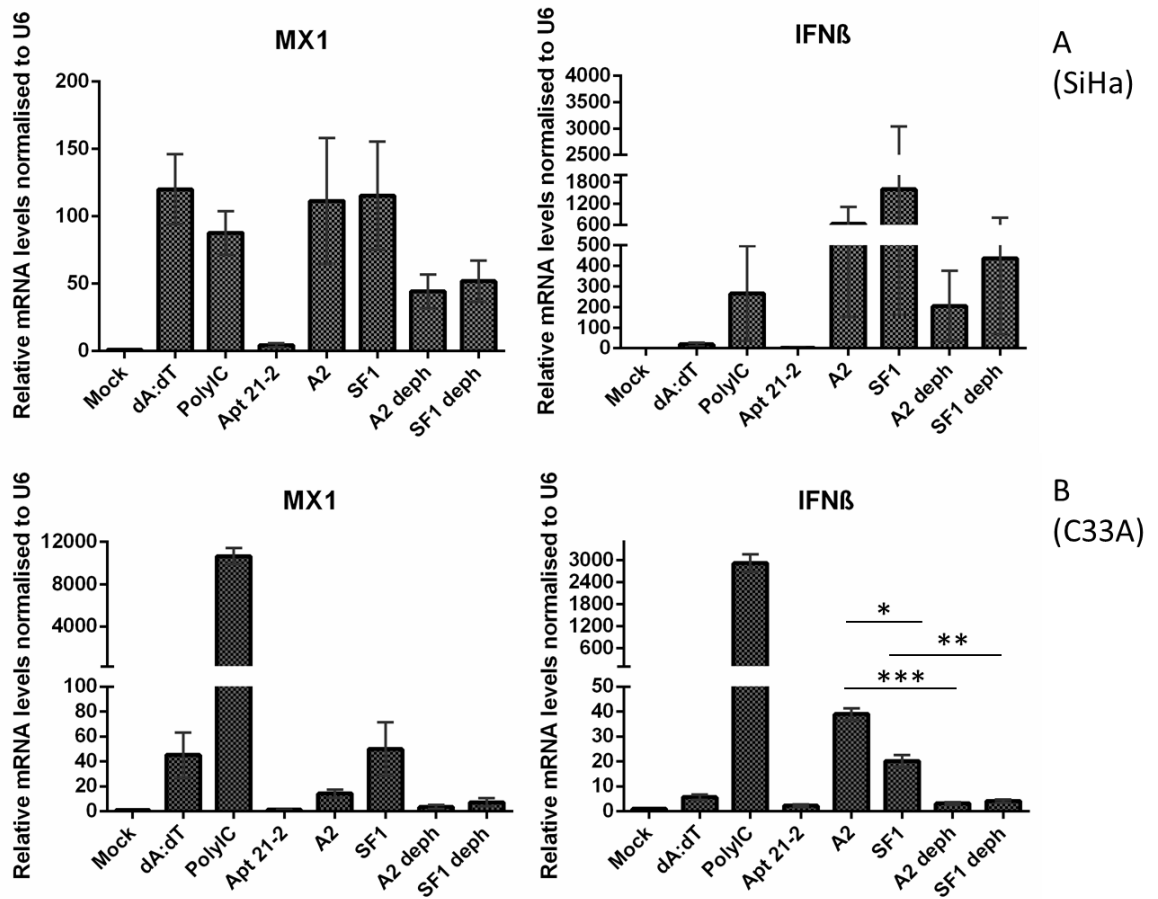 MX1
Relative mRNA levels normalised to U6
200
150
100
50
0
Mock
dA:dT
PolyIC
Apt 21-2
A2
SF1
A2 deph
SF1 deph
IFNß
Relative mRNA levels normalised to U6
4000
3500
3000
2500
1800
1200
600
500
400
300
200
100
0
Mock
dA:dT
PolyIC
Apt 21-2
A2
SF1
A2 deph
SF1 deph
A
(SiHa)
MX1
Relative mRNA levels normalised to U6
12000
8000
4000
100
80
60
40
20
0
Mock
dA:dT
PolyIC
Apt 21-2
A2
SF1
A2 deph
SF1 deph
IFNß
Relative mRNA levels normalised to U6
3000
2400
1800
1200
600
50
40
30
20
10
0
*
**
***
Mock
dA:dT
PolyIC
Apt 21-2
A2
SF1
A2 deph
SF1 deph
B
(C33A)